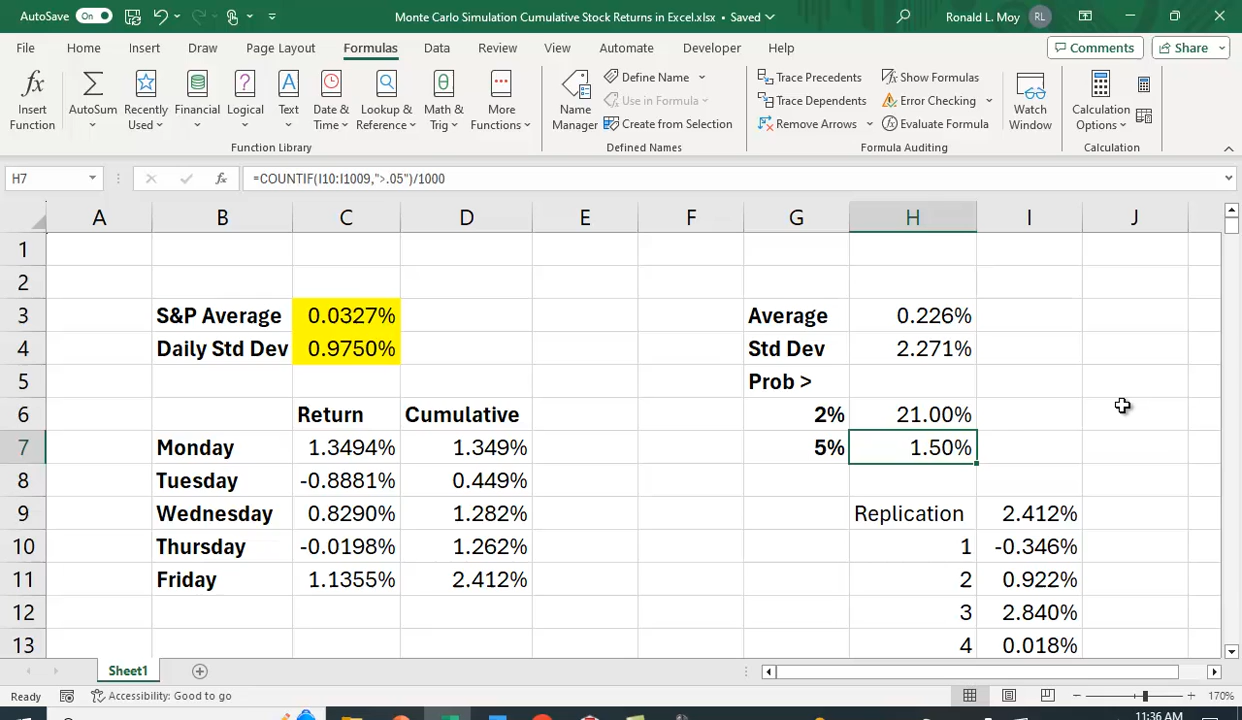 AutoSave On Monte Carlo Simulation Cumulative Stock Returns in Excel.xlsx - Saved Ronald L. Moy RL
File Home Insert Draw Page Layout Formulas Data Review View Automate Developer Help Comments Share
fx Insert Function
Σ AutoSum
Recently Used
Financial
? Logical
A Text
Date & Time
Lookup & Reference
θ Math & Trig
More Functions
Function Library
Name Manager
Define Name
fx Use in Formula
Create from Selection
Defined Names
Trace Precedents
Trace Dependents
Remove Arrows
Show Formulas
Error Checking
fx Evaluate Formula
Formula Auditing
Watch Window
Calculation Options
Calculation
H7 fx =COUNTIF(I10:I1009,">.05")/1000
A B C D E F G H I J
1
2
3 S&P Average 0.0327% Average 0.226%
4 Daily Std Dev 0.9750% Std Dev 2.271%
5 Prob >
6 Return Cumulative 2% 21.00%
7 Monday 1.3494% 1.349% 5% 1.50%
8 Tuesday -0.8881% 0.449%
9 Wednesday 0.8290% 1.282% Replication 2.412%
10 Thursday -0.0198% 1.262% 1 -0.346%
11 Friday 1.1355% 2.412% 2 0.922%
12 3 2.840%
13 4 0.018%
Sheet1
Ready Accessibility: Good to go 170%
11:36 AM